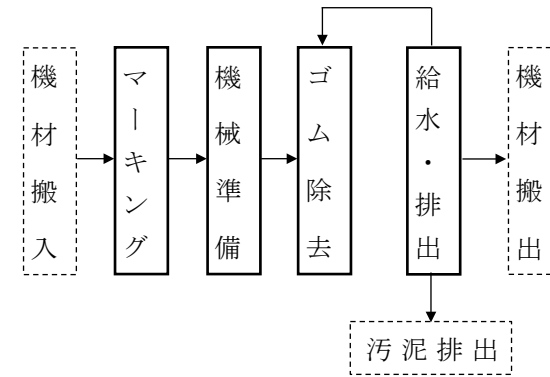 機材搬入
マーキング
機械準備
ゴム除去
給水・排出
機材搬出
汚泥排出